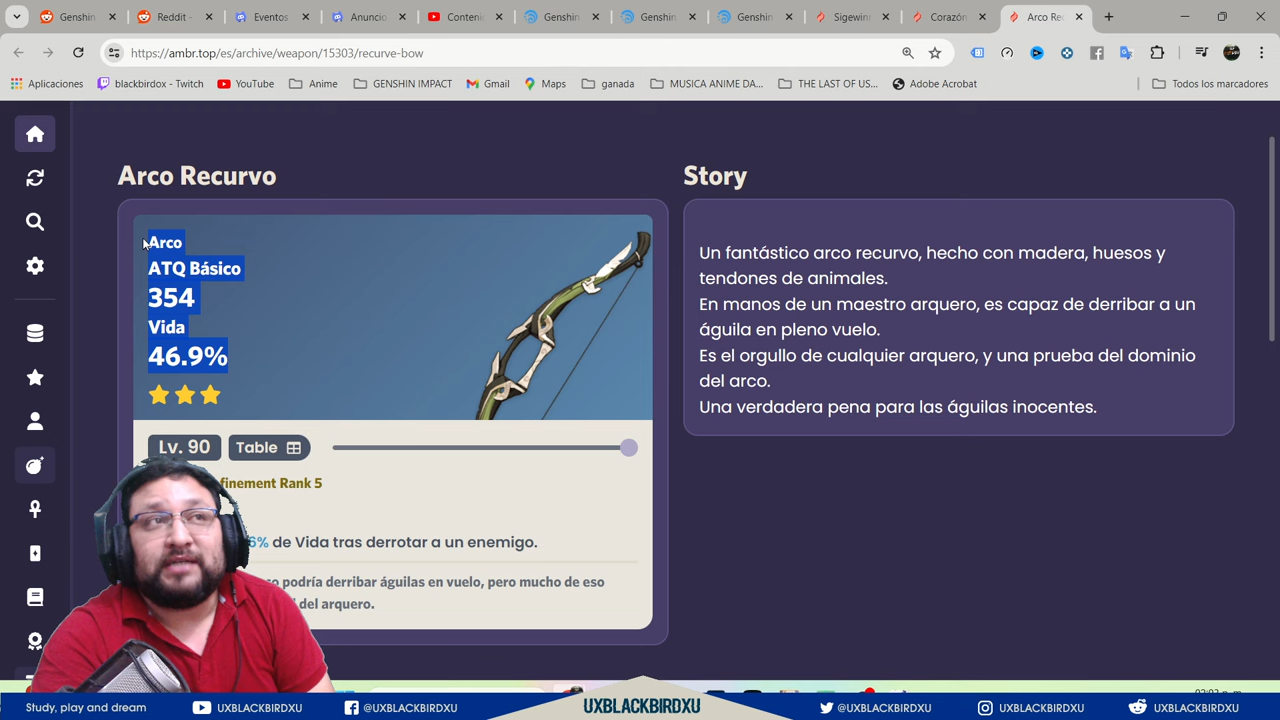 Genshin
Reddit -
Eventos
Anuncio
Conteni
Genshin
Genshin
Genshin
Sigewinn
Corazón
Arco Re
https://ambr.top/es/archive/weapon/15303/recurve-bow
Aplicaciones
blackbirdox - Twitch
YouTube
Anime
GENSHIN IMPACT
Gmail
Maps
ganada
MUSICA ANIME DA...
THE LAST OF US...
Adobe Acrobat
Todos los marcadores
Arco Recurvo
Arco
ATQ Básico
354
Vida
46.9%
Lv. 90
Table
finement Rank 5
6% de Vida tras derrotar a un enemigo.
podría derribar águilas en vuelo, pero mucho de eso
del arquero.
Story
Un fantástico arco recurvo, hecho con madera, huesos y
tendones de animales.
En manos de un maestro arquero, es capaz de derribar a un
águila en pleno vuelo.
Es el orgullo de cualquier arquero, y una prueba del dominio
del arco.
Una verdadera pena para las águilas inocentes.
Study, play and dream
UXBLACKBIRDXU
@UXBLACKBIRDXU
UXBLACKBIRDXU
@UXBLACKBIRDXU
UXBLACKBIRDXU
UXBLACKBIRDXU